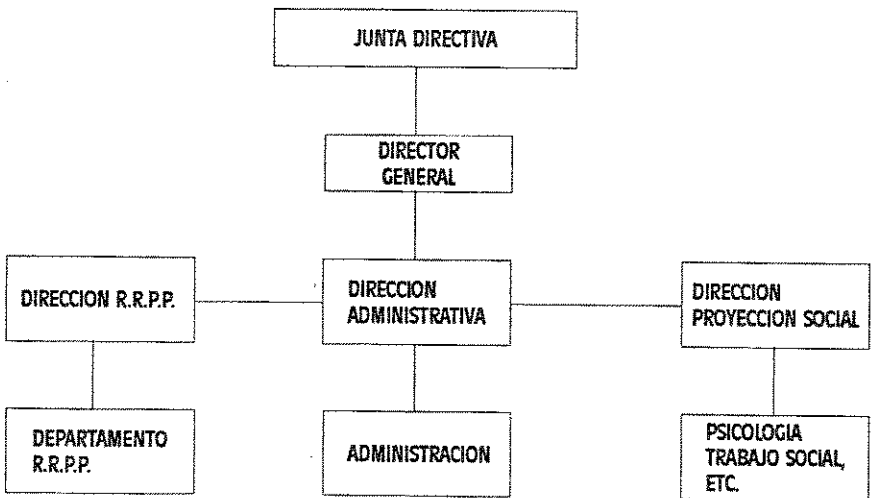 JUNTA DIRECTIVA
DIRECTOR
GENERAL
DIRECCION R.R.P.P.
DIRECCION
ADMINISTRATIVA
DIRECCION
PROYECCION SOCIAL
DEPARTAMENTO
R.R.P.P.
ADMINISTRACION
PSICOLOGIA
TRABAJO SOCIAL,
ETC.